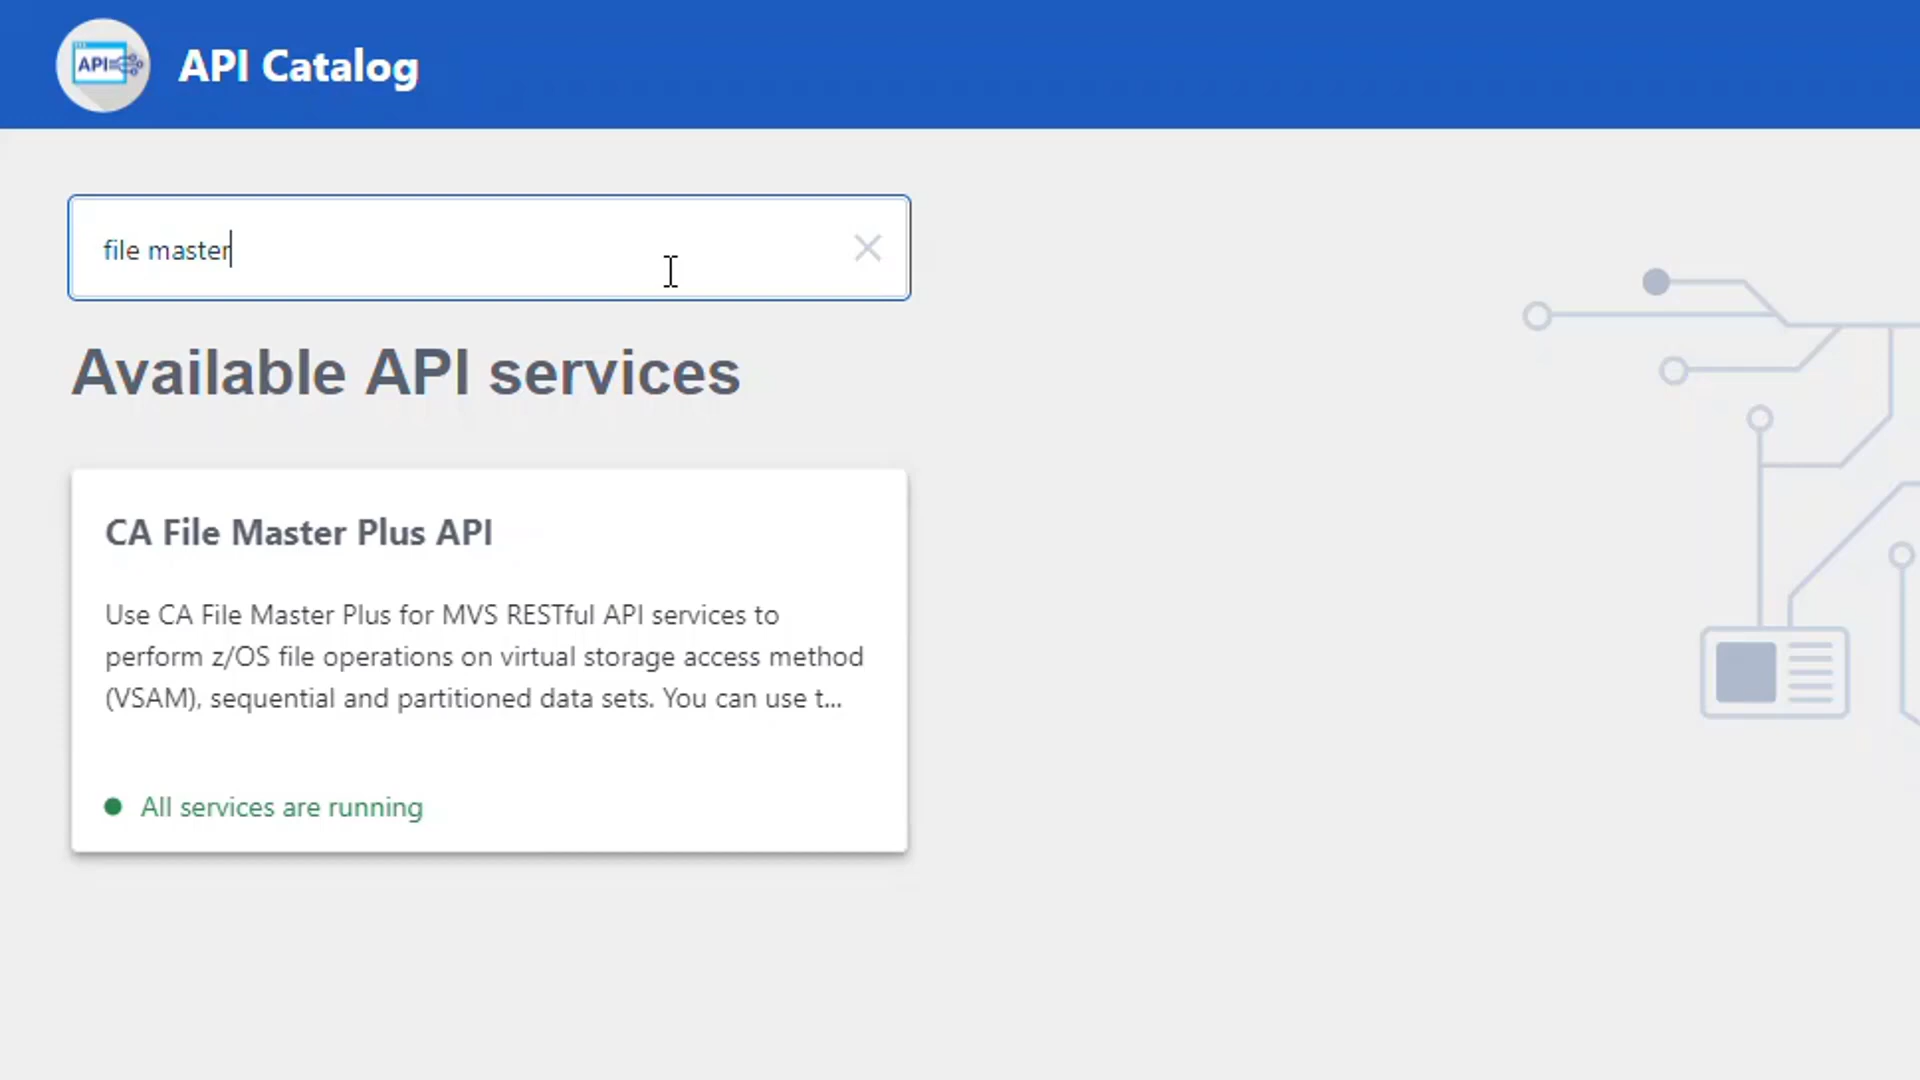 API
API Catalog
file master
Available API services
CA File Master Plus API
Use CA File Master Plus for MVS RESTful API services to
perform z/OS file operations on virtual storage access method
(VSAM), sequential and partitioned data sets. You can use t...
All services are running